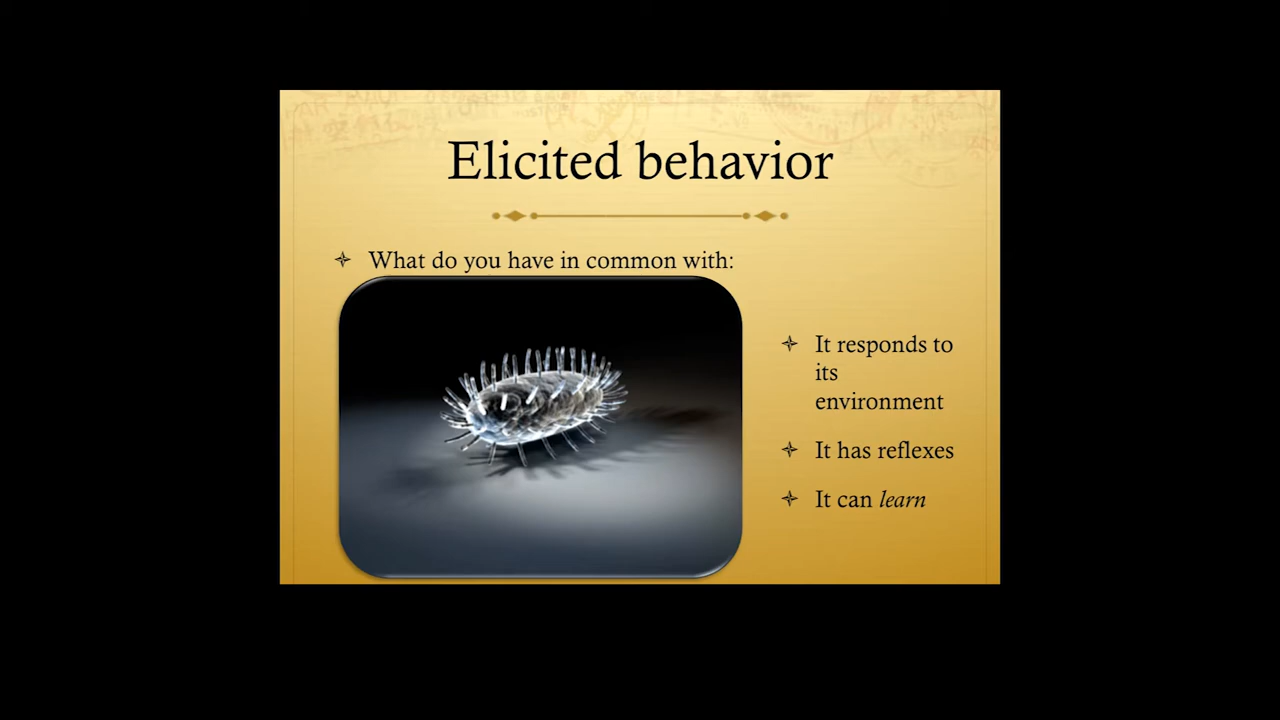 Elicited behavior
What do you have in common with:
It responds to
its
environment
It has reflexes
It can learn